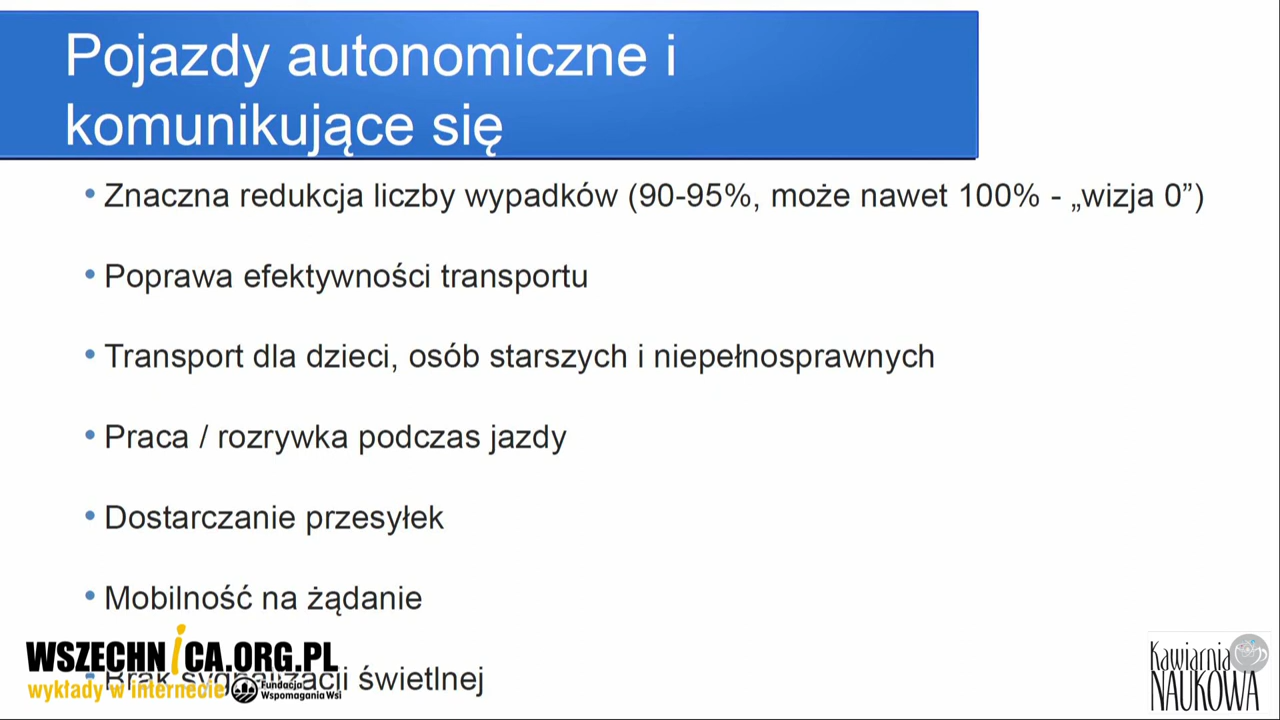 Pojazdy autonomiczne i
komunikujące się
• Znaczna redukcja liczby wypadków (90-95%, może nawet 100% - „wizja 0”)
• Poprawa efektywności transportu
• Transport dla dzieci, osób starszych i niepełnosprawnych
• Praca / rozrywka podczas jazdy
• Dostarczanie przesyłek
• Mobilność na żądanie
• Brak sygnalizacji świetlnej
WSZECHNiCA.ORG.PL
wykłady w internecie
Fundacja
Wspomagania Wsi
Kawiarnia
NAUKOWA